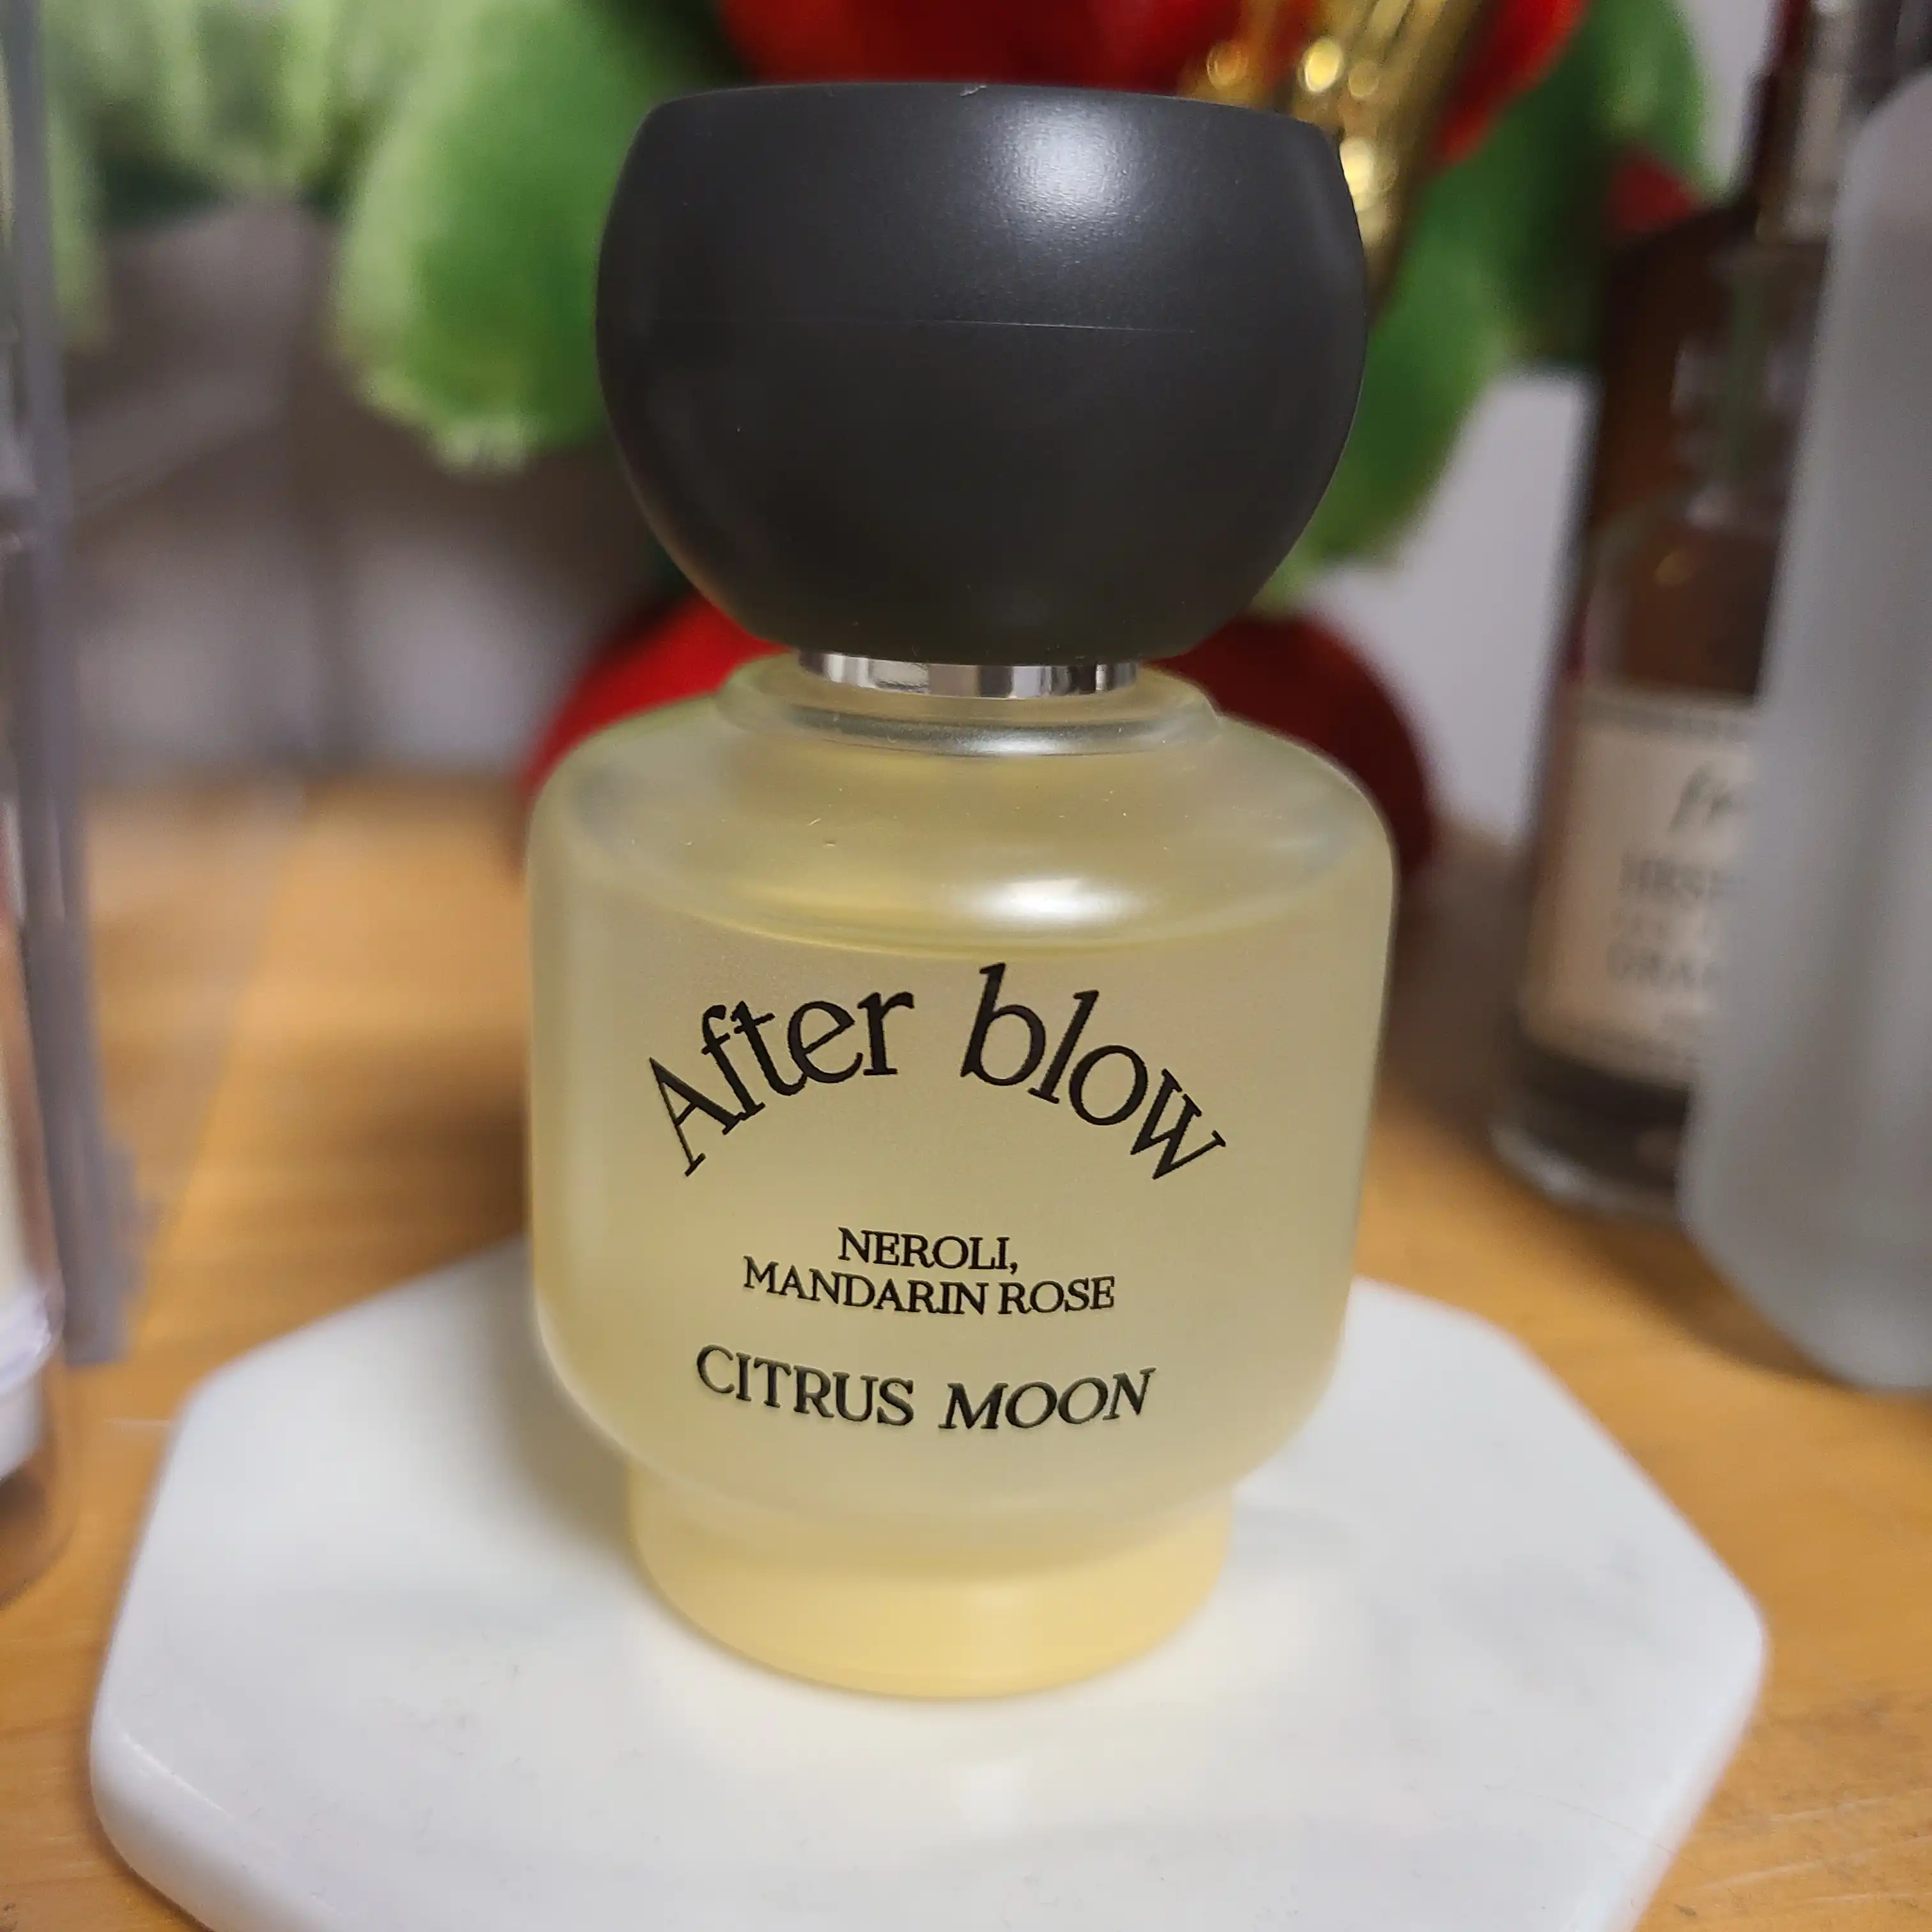 After blow
NEROLI,
MANDARIN ROSE
CITRUS MOON